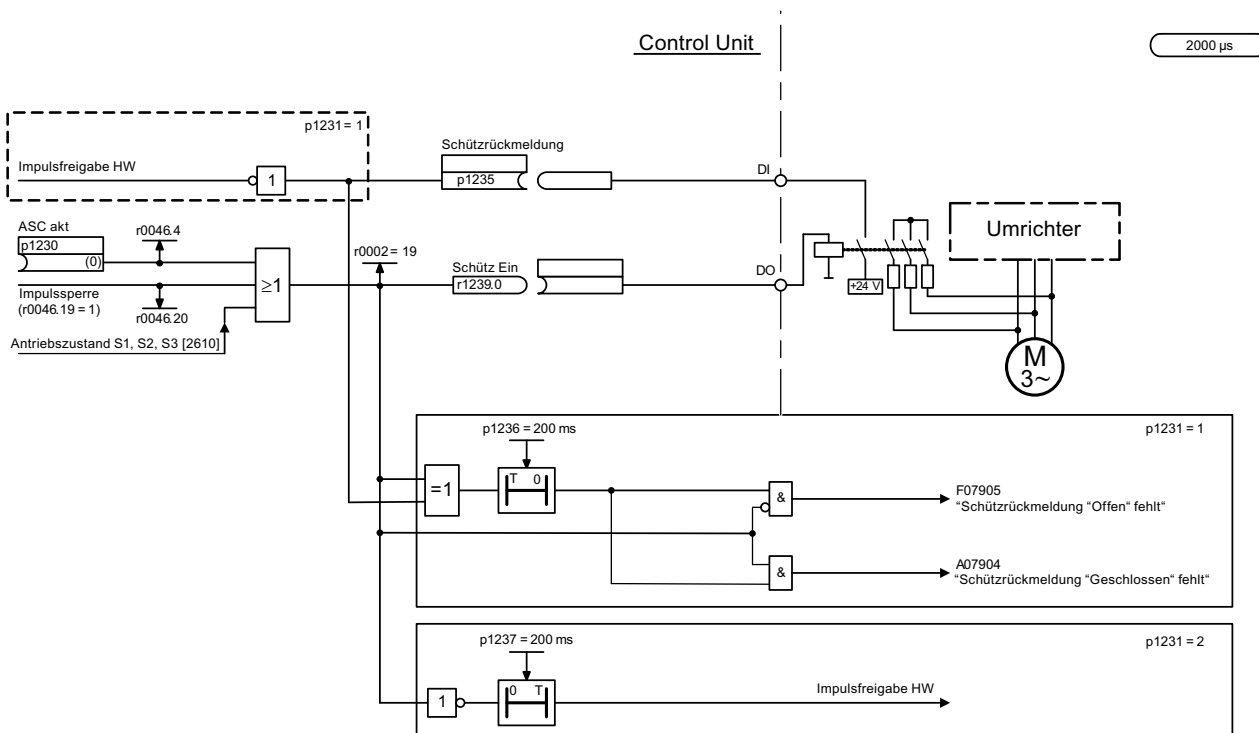 Control Unit
2000 µs
p1231 = 1
Impulsfreigabe HW
1
Schützrückmeldung
p1235
DI
ASC akt
p1230
(0)
r0046.4
Impulssperre
(r0046.19 = 1)
r0046.20
≥1
Antriebszustand S1, S2, S3 [2610]
r0002 = 19
Schütz Ein
r1239.0
DO
+24 V
Umrichter
M
3~
p1231 = 1
p1236 = 200 ms
=1
T 0
&
F07905
“Schützrückmeldung “Offen“ fehlt“
&
A07904
“Schützrückmeldung “Geschlossen“ fehlt“
p1231 = 2
p1237 = 200 ms
1
0 T
Impulsfreigabe HW